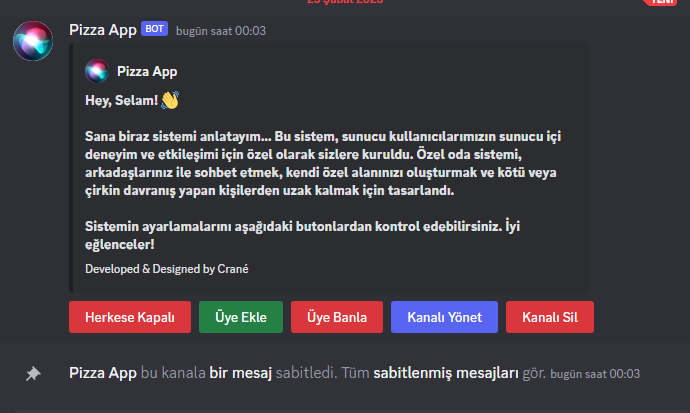 23 Şubat 2023
YENİ
Pizza App BOT bugün saat 00:03
Pizza App
Hey, Selam! 👋
Sana biraz sistemi anlatayım... Bu sistem, sunucu kullanıcılarımızın sunucu içi
deneyim ve etkileşimi için özel olarak sizlere kuruldu. Özel oda sistemi,
arkadaşlarınız ile sohbet etmek, kendi özel alanınızı oluşturmak ve kötü veya
çirkin davranış yapan kişilerden uzak kalmak için tasarlandı.
Sistemin ayarlamalarını aşağıdaki butonlardan kontrol edebilirsiniz. İyi
eğlenceler!
Developed & Designed by Crané
Herkese Kapalı Üye Ekle Üye Banla Kanalı Yönet Kanalı Sil
Pizza App bu kanala bir mesaj sabitledi. Tüm sabitlenmiş mesajları gör. bugün saat 00:03